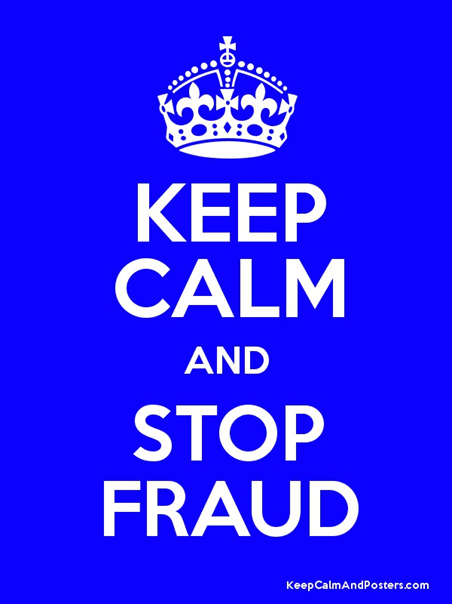 KEEP
CALM
AND
STOP
FRAUD
KeepCalmAndPosters.com